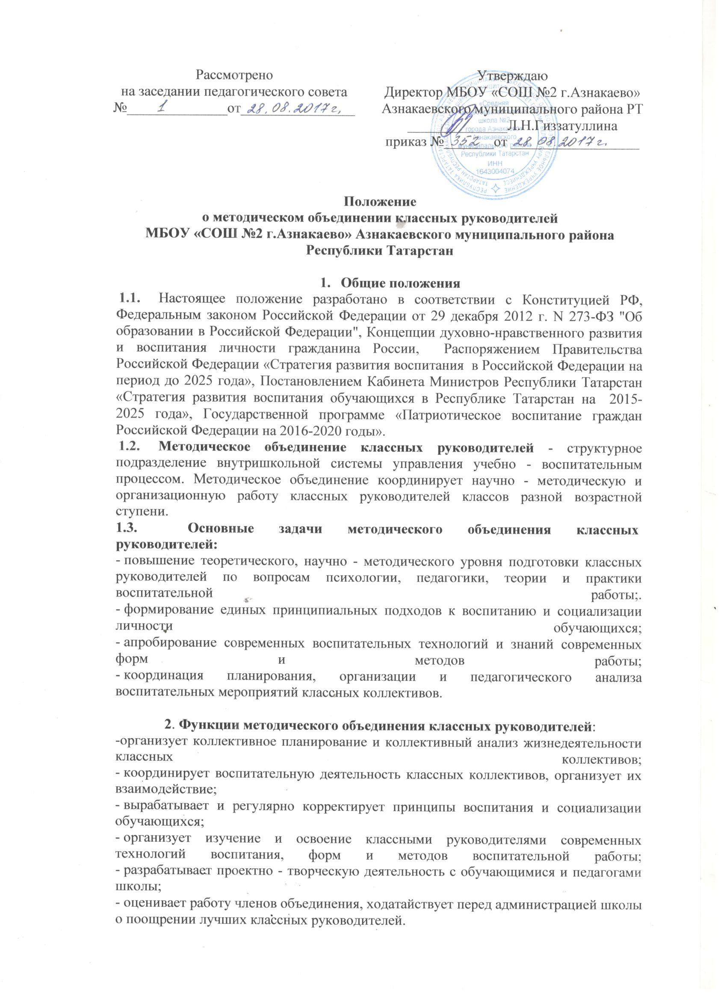 Рассмотрено
на заседании педагогического совета
№ 1 от 28.08.2017г.
Утверждаю
Директор МБОУ «СОШ №2 г.Азнакаево»
Азнакаевского муниципального района РТ
Л.Н.Гиззатуллина
приказ № 352 от 28.08.2017г.
«Средняя
школа №2
города Азнакаево»
Азнакаевского
муниципального района
Республики Татарстан
ИНН
1643004074
Положение
о методическом объединении классных руководителей
МБОУ «СОШ №2 г.Азнакаево» Азнакаевского муниципального района
Республики Татарстан
1. Общие положения
1.1. Настоящее положение разработано в соответствии с Конституцией РФ,
Федеральным законом Российской Федерации от 29 декабря 2012 г. N 273-ФЗ "Об
образовании в Российской Федерации", Концепции духовно-нравственного развития
и воспитания личности гражданина России, Распоряжением Правительства
Российской Федерации «Стратегия развития воспитания в Российской Федерации на
период до 2025 года», Постановлением Кабинета Министров Республики Татарстан
«Стратегия развития воспитания обучающихся в Республике Татарстан на 2015-
2025 года», Государственной программе «Патриотическое воспитание граждан
Российской Федерации на 2016-2020 годы».
1.2. Методическое объединение классных руководителей - структурное
подразделение внутришкольной системы управления учебно - воспитательным
процессом. Методическое объединение координирует научно - методическую и
организационную работу классных руководителей классов разной возрастной
ступени.
1.3. Основные задачи методического объединения классных
руководителей:
- повышение теоретического, научно - методического уровня подготовки классных
руководителей по вопросам психологии, педагогики, теории и практики
воспитательной работы;.
- формирование единых принципиальных подходов к воспитанию и социализации
личности обучающихся;
- апробирование современных воспитательных технологий и знаний современных
форм и методов работы;
- координация планирования, организации и педагогического анализа
воспитательных мероприятий классных коллективов.
2. Функции методического объединения классных руководителей:
-организует коллективное планирование и коллективный анализ жизнедеятельности
классных коллективов;
- координирует воспитательную деятельность классных коллективов, организует их
взаимодействие;
- вырабатывает и регулярно корректирует принципы воспитания и социализации
обучающихся;
- организует изучение и освоение классными руководителями современных
технологий воспитания, форм и методов воспитательной работы;
- разрабатывает проектно - творческую деятельность с обучающимися и педагогами
школы;
- оценивает работу членов объединения, ходатайствует перед администрацией школы
о поощрении лучших классных руководителей.